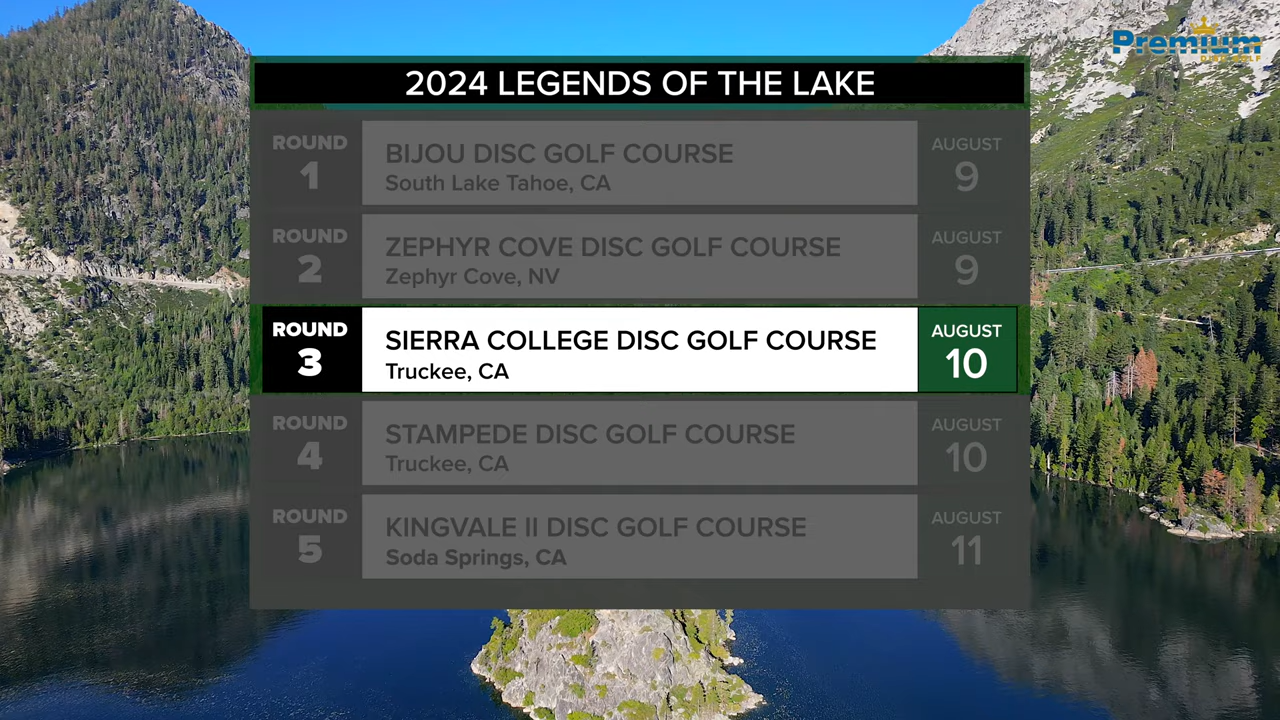 Premium
DISC GOLF
2024 LEGENDS OF THE LAKE
ROUND
1
BIJOU DISC GOLF COURSE
South Lake Tahoe, CA
AUGUST
9
ROUND
2
ZEPHYR COVE DISC GOLF COURSE
Zephyr Cove, NV
AUGUST
9
ROUND
3
SIERRA COLLEGE DISC GOLF COURSE
Truckee, CA
AUGUST
10
ROUND
4
STAMPEDE DISC GOLF COURSE
Truckee, CA
AUGUST
10
ROUND
5
KINGVALE II DISC GOLF COURSE
Soda Springs, CA
AUGUST
11